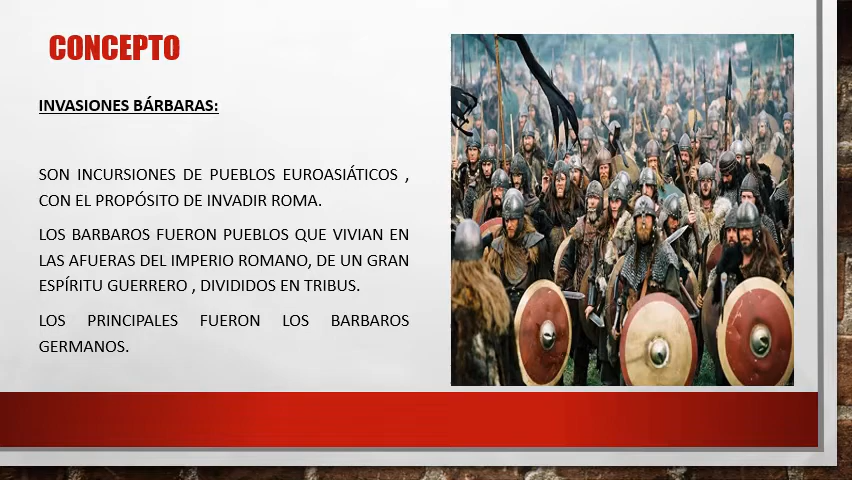 CONCEPTO
INVASIONES BÁRBARAS:
SON INCURSIONES DE PUEBLOS EUROASIÁTICOS ,
CON EL PROPÓSITO DE INVADIR ROMA.
LOS BARBAROS FUERON PUEBLOS QUE VIVIAN EN
LAS AFUERAS DEL IMPERIO ROMANO, DE UN GRAN
ESPÍRITU GUERRERO , DIVIDIDOS EN TRIBUS.
LOS PRINCIPALES FUERON LOS BARBAROS
GERMANOS.